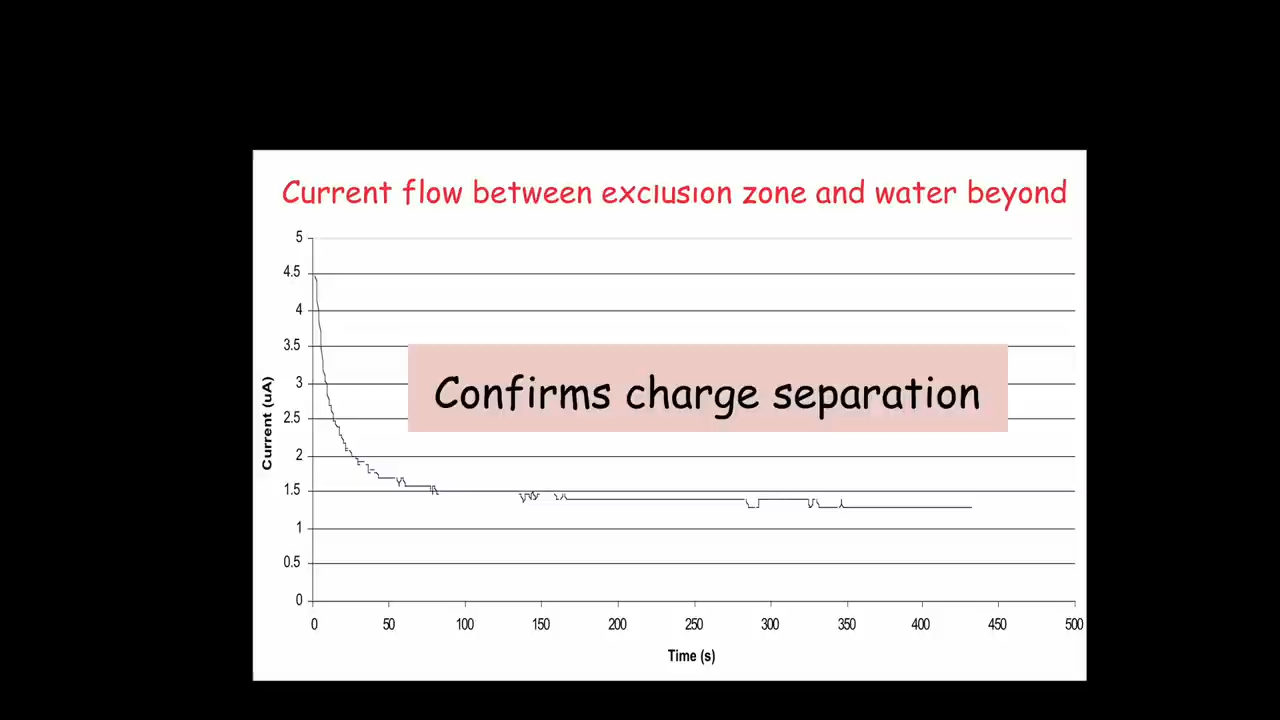 Current flow between exclusion zone and water beyond
5
4.5
4
3.5
3
2.5
2
1.5
1
0.5
0
Current (uA)
Confirms charge separation
0 50 100 150 200 250 300 350 400 450 500
Time (s)